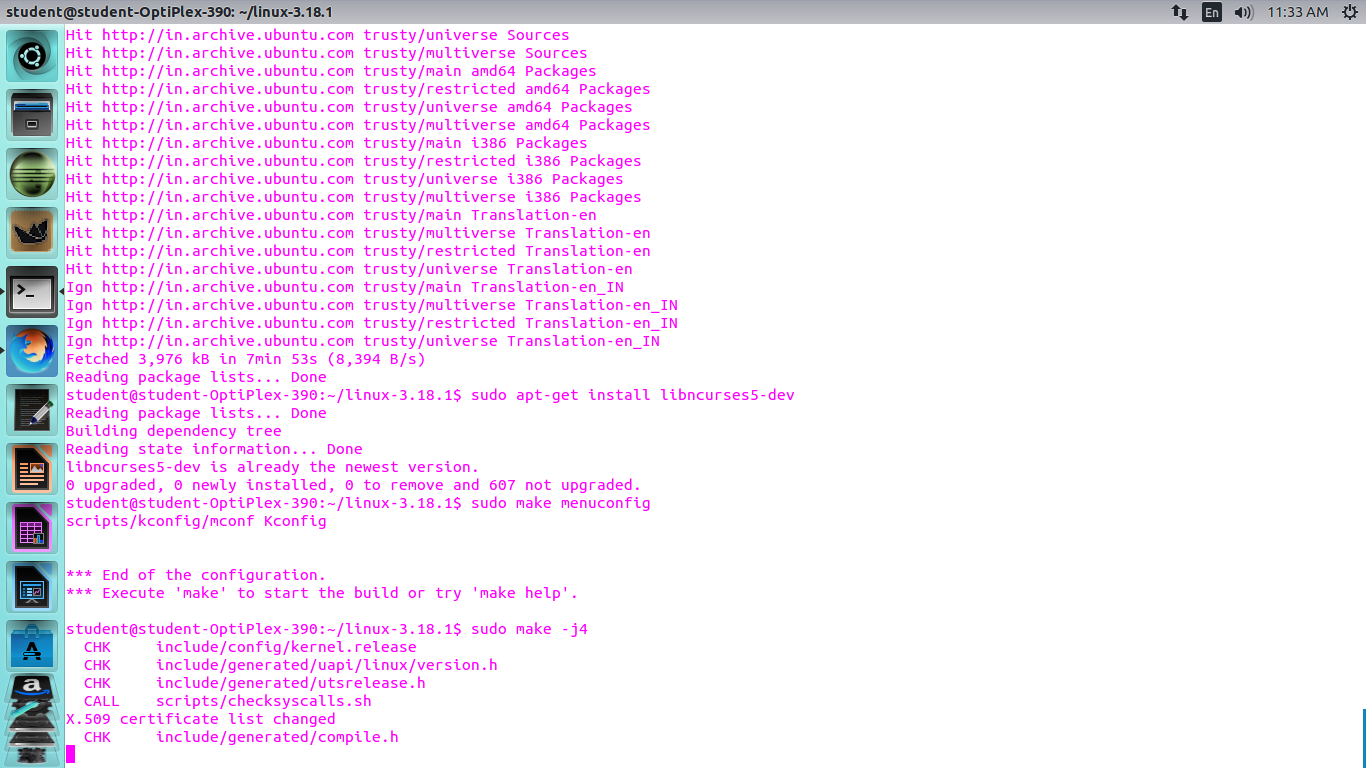 student@student-OptiPlex-390: ~/linux-3.18.1
En
11:33 AM
Hit http://in.archive.ubuntu.com trusty/universe Sources
Hit http://in.archive.ubuntu.com trusty/multiverse Sources
Hit http://in.archive.ubuntu.com trusty/main amd64 Packages
Hit http://in.archive.ubuntu.com trusty/restricted amd64 Packages
Hit http://in.archive.ubuntu.com trusty/universe amd64 Packages
Hit http://in.archive.ubuntu.com trusty/multiverse amd64 Packages
Hit http://in.archive.ubuntu.com trusty/main i386 Packages
Hit http://in.archive.ubuntu.com trusty/restricted i386 Packages
Hit http://in.archive.ubuntu.com trusty/universe i386 Packages
Hit http://in.archive.ubuntu.com trusty/multiverse i386 Packages
Hit http://in.archive.ubuntu.com trusty/main Translation-en
Hit http://in.archive.ubuntu.com trusty/multiverse Translation-en
Hit http://in.archive.ubuntu.com trusty/restricted Translation-en
Hit http://in.archive.ubuntu.com trusty/universe Translation-en
Ign http://in.archive.ubuntu.com trusty/main Translation-en_IN
Ign http://in.archive.ubuntu.com trusty/multiverse Translation-en_IN
Ign http://in.archive.ubuntu.com trusty/restricted Translation-en_IN
Ign http://in.archive.ubuntu.com trusty/universe Translation-en_IN
Fetched 3,976 kB in 7min 53s (8,394 B/s)
Reading package lists... Done
student@student-OptiPlex-390:~/linux-3.18.1$ sudo apt-get install libncurses5-dev
Reading package lists... Done
Building dependency tree
Reading state information... Done
libncurses5-dev is already the newest version.
0 upgraded, 0 newly installed, 0 to remove and 607 not upgraded.
student@student-OptiPlex-390:~/linux-3.18.1$ sudo make menuconfig
scripts/kconfig/mconf Kconfig
*** End of the configuration.
*** Execute 'make' to start the build or try 'make help'.
student@student-OptiPlex-390:~/linux-3.18.1$ sudo make -j4
CHK include/config/kernel.release
CHK include/generated/uapi/linux/version.h
CHK include/generated/utsrelease.h
CALL scripts/checksyscalls.sh
X.509 certificate list changed
CHK include/generated/compile.h